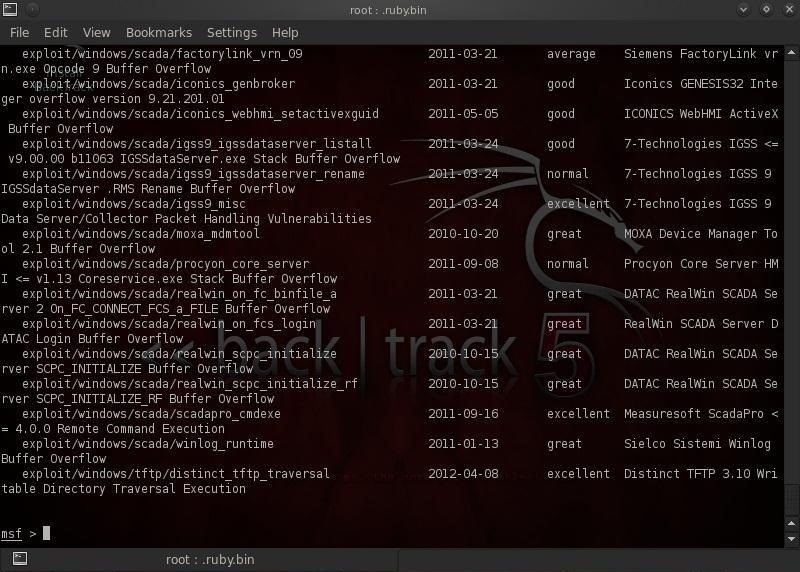 root : .ruby.bin
File Edit View Bookmarks Settings Help
exploit/windows/scada/factorylink_vrn_09 2011-03-21 average Siemens FactoryLink vr
n.exe Opcode 9 Buffer Overflow
exploit/windows/scada/iconics_genbroker 2011-03-21 good Iconics GENESIS32 Inte
ger overflow version 9.21.201.01
exploit/windows/scada/iconics_webhmi_setactivexguid 2011-05-05 good ICONICS WebHMI ActiveX
Buffer Overflow
exploit/windows/scada/igss9_igssdataserver_listall 2011-03-24 good 7-Technologies IGSS <=
v9.00.00 b11063 IGSSdataServer.exe Stack Buffer Overflow
exploit/windows/scada/igss9_igssdataserver_rename 2011-03-24 normal 7-Technologies IGSS 9
IGSSdataServer .RMS Rename Buffer Overflow
exploit/windows/scada/igss9_misc 2011-03-24 excellent 7-Technologies IGSS 9
Data Server/Collector Packet Handling Vulnerabilities
exploit/windows/scada/moxa_mdmtool 2010-10-20 great MOXA Device Manager To
ol 2.1 Buffer Overflow
exploit/windows/scada/procyon_core_server 2011-09-08 normal Procyon Core Server HM
I <= v1.13 Coreservice.exe Stack Buffer Overflow
exploit/windows/scada/realwin_on_fc_binfile_a 2011-03-21 great DATAC RealWin SCADA Se
rver 2 On_FC_CONNECT_FCS_a_FILE Buffer Overflow
exploit/windows/scada/realwin_on_fcs_login 2011-03-21 great RealWin SCADA Server D
ATAC Login Buffer Overflow
exploit/windows/scada/realwin_scpc_initialize 2010-10-15 great DATAC RealWin SCADA Se
rver SCPC_INITIALIZE Buffer Overflow
exploit/windows/scada/realwin_scpc_initialize_rf 2010-10-15 great DATAC RealWin SCADA Se
rver SCPC_INITIALIZE_RF Buffer Overflow
exploit/windows/scada/scadapro_cmdexe 2011-09-16 excellent Measuresoft ScadaPro <
= 4.0.0 Remote Command Execution
exploit/windows/scada/winlog_runtime 2011-01-13 great Sielco Sistemi Winlog
Buffer Overflow
exploit/windows/tftp/distinct_tftp_traversal 2012-04-08 excellent Distinct TFTP 3.10 Wri
table Directory Traversal Execution
msf >
<< back | track 5
root : .ruby.bin